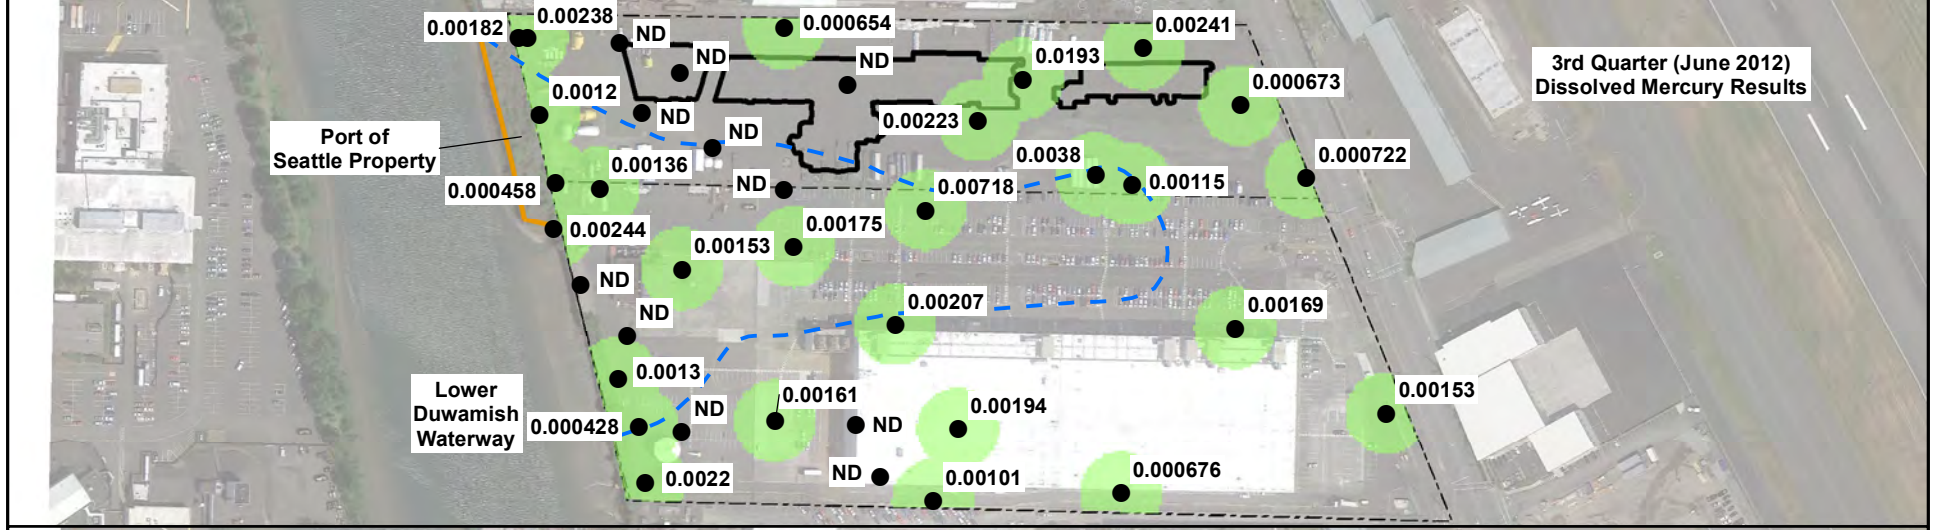 0.00182
0.00238
ND
0.000654
0.00241
ND
ND
0.0193
3rd Quarter (June 2012)
Dissolved Mercury Results
0.000673
0.0012
ND
0.00223
ND
Port of
Seattle Property
0.00136
0.0038
0.000722
0.000458
ND
0.00718
0.00115
0.00244
0.00153
0.00175
ND
ND
0.00207
0.00169
0.0013
Lower
Duwamish
Waterway
0.00161
0.00153
ND
0.00194
0.000428
ND
0.0022
ND
0.00101
0.000676